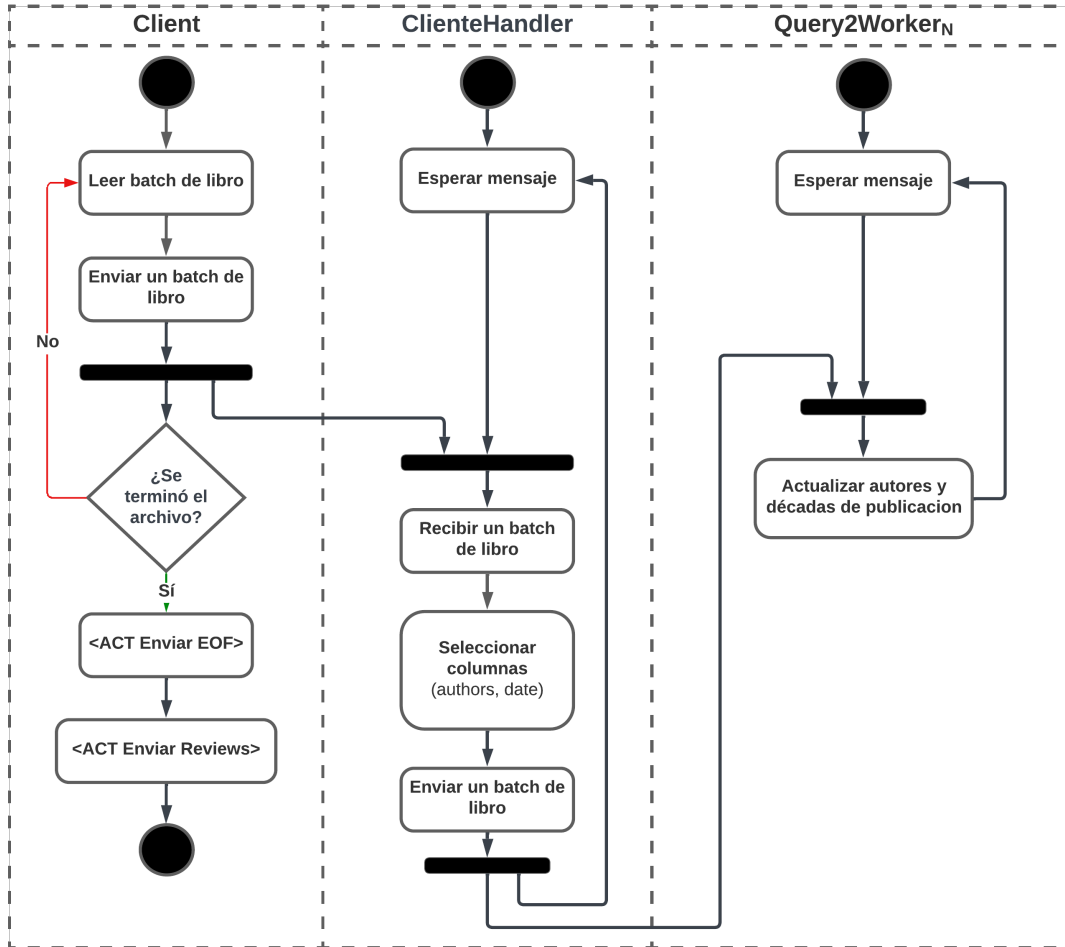 Client
ClienteHandler
Query2WorkerN
Leer batch de libro
Enviar un batch de
libro
No
¿Se
terminó el
archivo?
Sí
<ACT Enviar EOF>
<ACT Enviar Reviews>
Esperar mensaje
Recibir un batch
de libro
Seleccionar
columnas
(authors, date)
Enviar un batch de
libro
Esperar mensaje
Actualizar autores y
décadas de publicacion